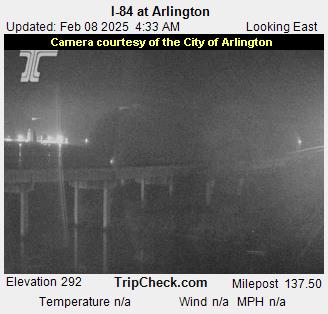 I-84 at Arlington
Updated: Feb 08 2025 4:33 AM Looking East
Camera courtesy of the City of Arlington
Elevation 292 TripCheck.com Milepost 137.50
Temperature n/a Wind n/a MPH n/a